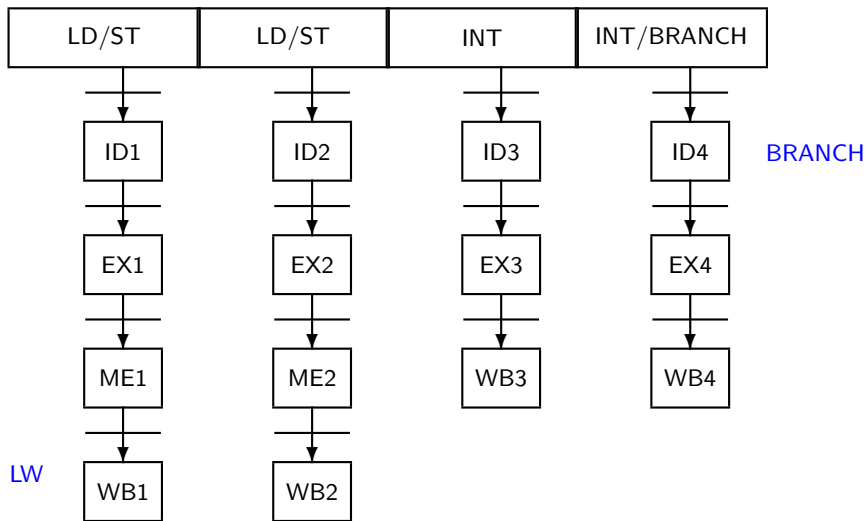 LD/ST LD/ST INT INT/BRANCH
ID1 ID2 ID3 ID4 BRANCH
EX1 EX2 EX3 EX4
ME1 ME2 WB3 WB4
LW WB1 WB2